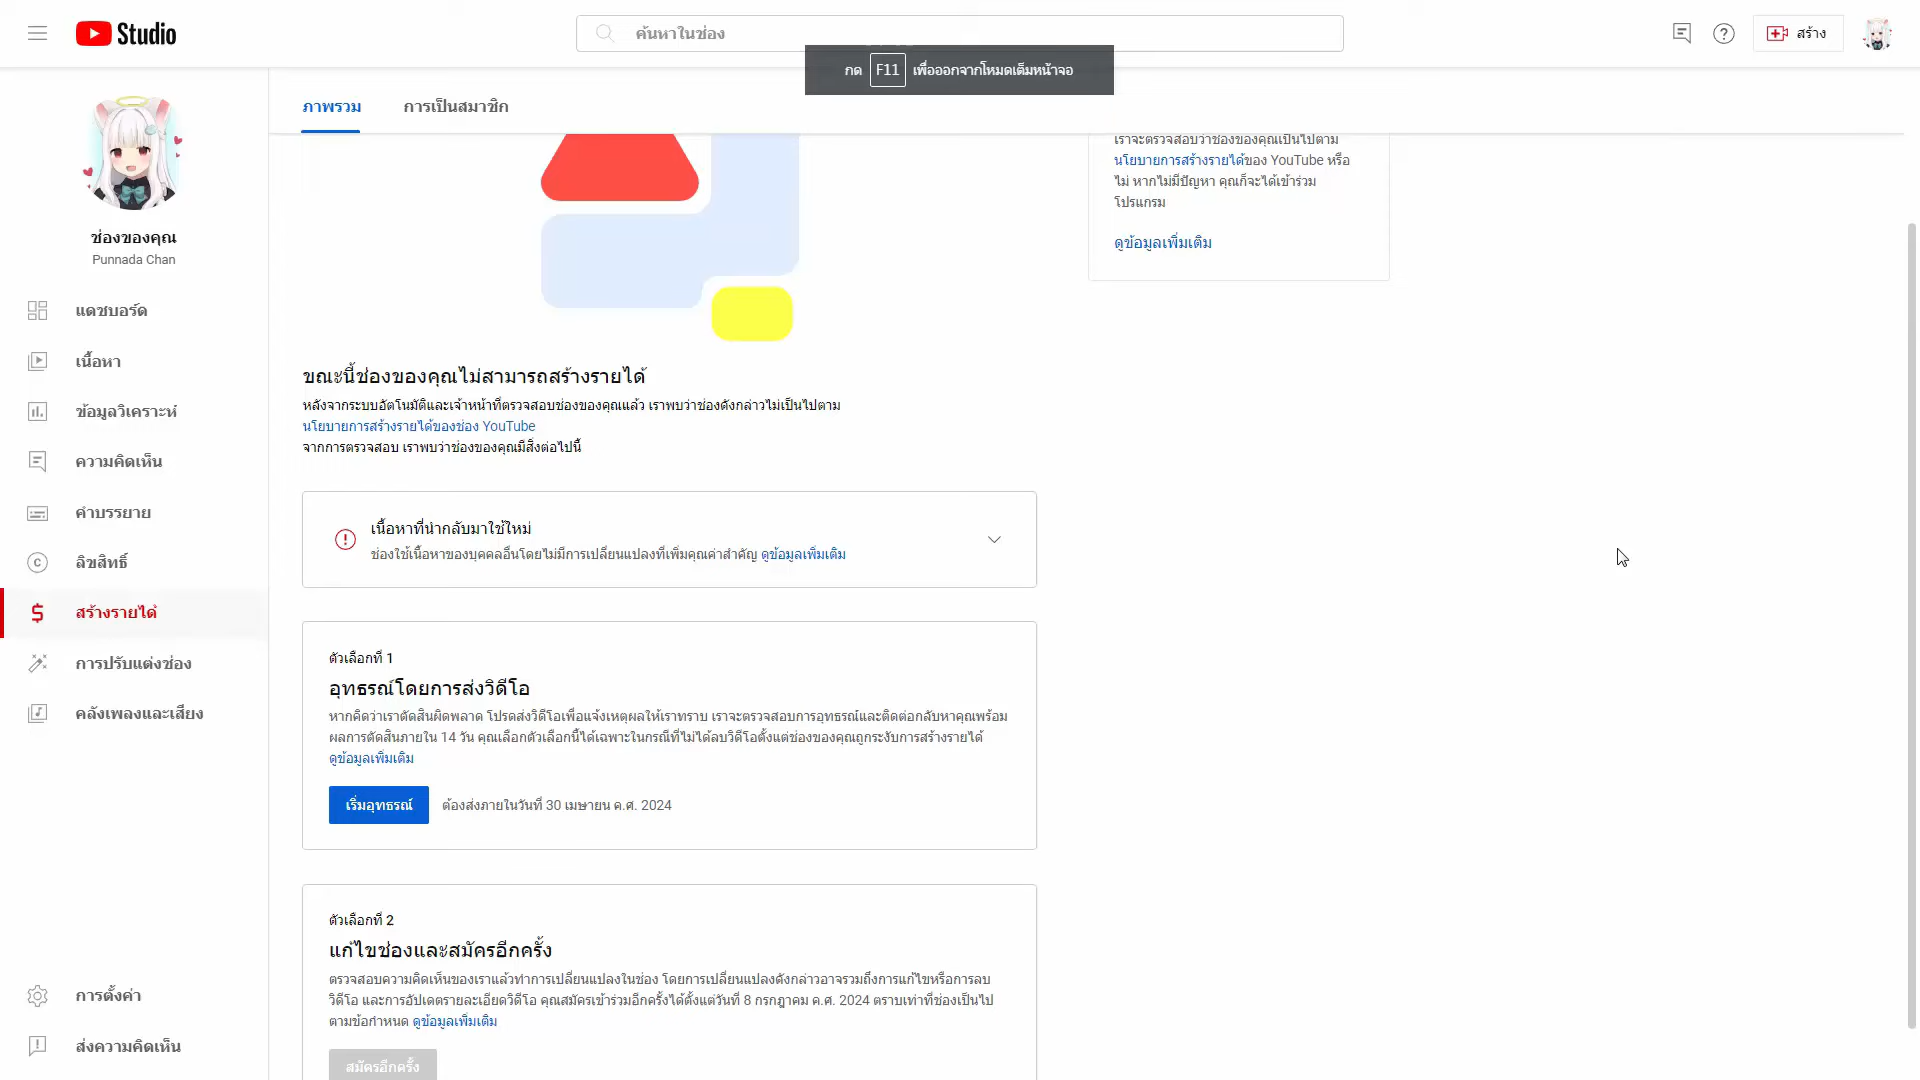 Studio
ค้นหาในช่อง
สร้าง
กด F11 เพื่อออกจากโหมดเต็มหน้าจอ
ภาพรวม
การเป็นสมาชิก
ช่องของคุณ
Punnada Chan
แดชบอร์ด
เนื้อหา
ข้อมูลวิเคราะห์
ความคิดเห็น
คำบรรยาย
ลิขสิทธิ์
สร้างรายได้
การปรับแต่งช่อง
คลังเพลงและเสียง
การตั้งค่า
ส่งความคิดเห็น
เราจะตรวจสอบว่าช่องของคุณเป็นไปตาม
นโยบายการสร้างรายได้ของ YouTube หรือ
ไม่ หากไม่มีปัญหา คุณก็จะได้เข้าร่วม
โปรแกรม
ดูข้อมูลเพิ่มเติม
ขณะนี้ช่องของคุณไม่สามารถสร้างรายได้
หลังจากระบบอัตโนมัติและเจ้าหน้าที่ตรวจสอบช่องของคุณแล้ว เราพบว่าช่องดังกล่าวไม่เป็นไปตาม
นโยบายการสร้างรายได้ของช่อง YouTube
จากการตรวจสอบ เราพบว่าช่องของคุณมีสิ่งต่อไปนี้
เนื้อหาที่นำกลับมาใช้ใหม่
ช่องใช้เนื้อหาของบุคคลอื่นโดยไม่มีการเปลี่ยนแปลงที่เพิ่มคุณค่าสำคัญ ดูข้อมูลเพิ่มเติม
ตัวเลือกที่ 1
อุทธรณ์โดยการส่งวิดีโอ
หากคิดว่าเราตัดสินผิดพลาด โปรดส่งวิดีโอเพื่อแจ้งเหตุผลให้เราทราบ เราจะตรวจสอบการอุทธรณ์และติดต่อกลับหาคุณพร้อม
ผลการตัดสินภายใน 14 วัน คุณเลือกตัวเลือกนี้ได้เฉพาะในกรณีที่ไม่ได้ลบวิดีโอตั้งแต่ช่องของคุณถูกระงับการสร้างรายได้
ดูข้อมูลเพิ่มเติม
เริ่มอุทธรณ์
ต้องส่งภายในวันที่ 30 เมษายน ค.ศ. 2024
ตัวเลือกที่ 2
แก้ไขช่องและสมัครอีกครั้ง
ตรวจสอบความคิดเห็นของเราแล้วทำการเปลี่ยนแปลงในช่อง โดยการเปลี่ยนแปลงดังกล่าวอาจรวมถึงการแก้ไขหรือการลบ
วิดีโอ และการอัปเดตรายละเอียดวิดีโอ คุณสมัครเข้าร่วมอีกครั้งได้ตั้งแต่วันที่ 8 กรกฎาคม ค.ศ. 2024 ตราบเท่าที่ช่องเป็นไป
ตามข้อกำหนด ดูข้อมูลเพิ่มเติม
สมัครอีกครั้ง